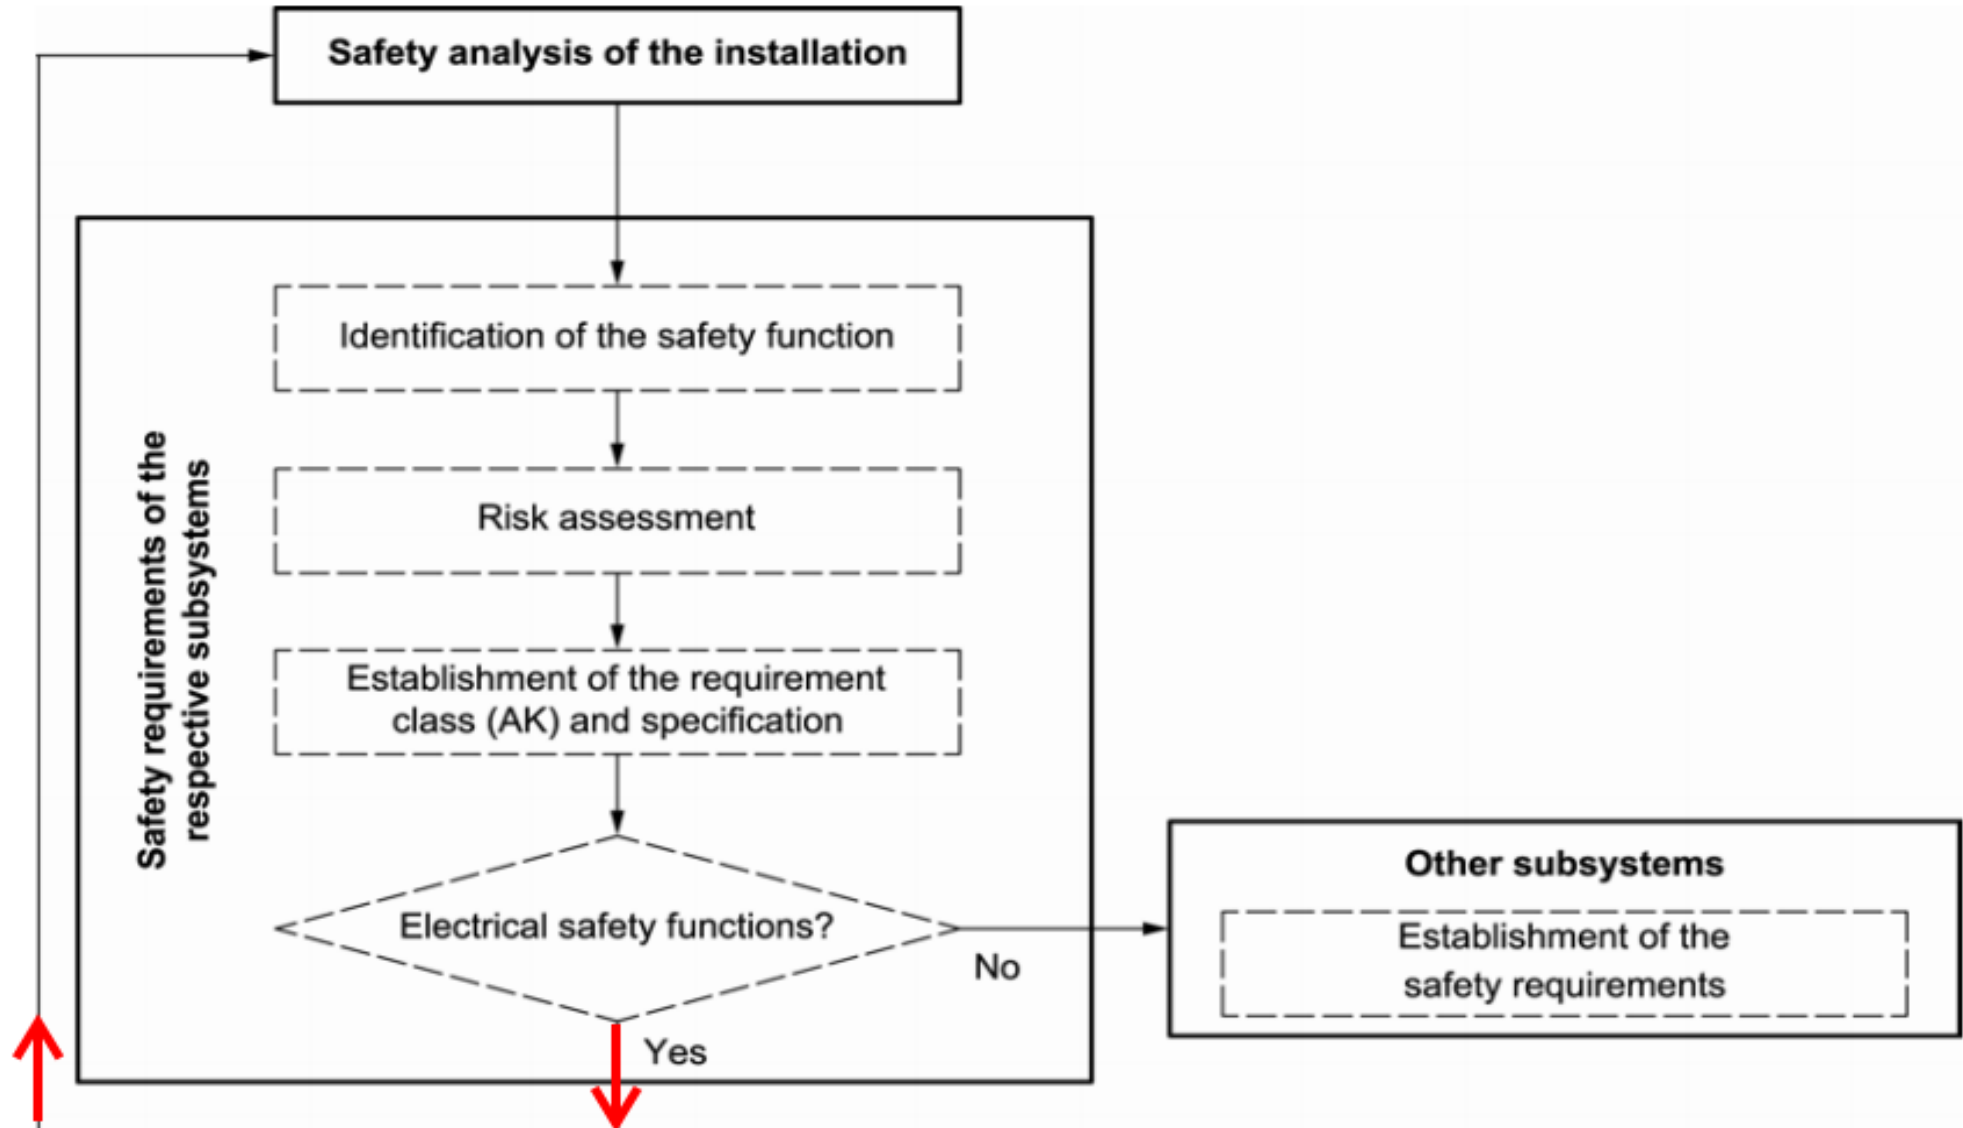 Safety analysis of the installation
Safety requirements of the
respective subsystems
Identification of the safety function
Risk assessment
Establishment of the requirement
class (AK) and specification
Electrical safety functions?
No
Yes
Other subsystems
Establishment of the
safety requirements